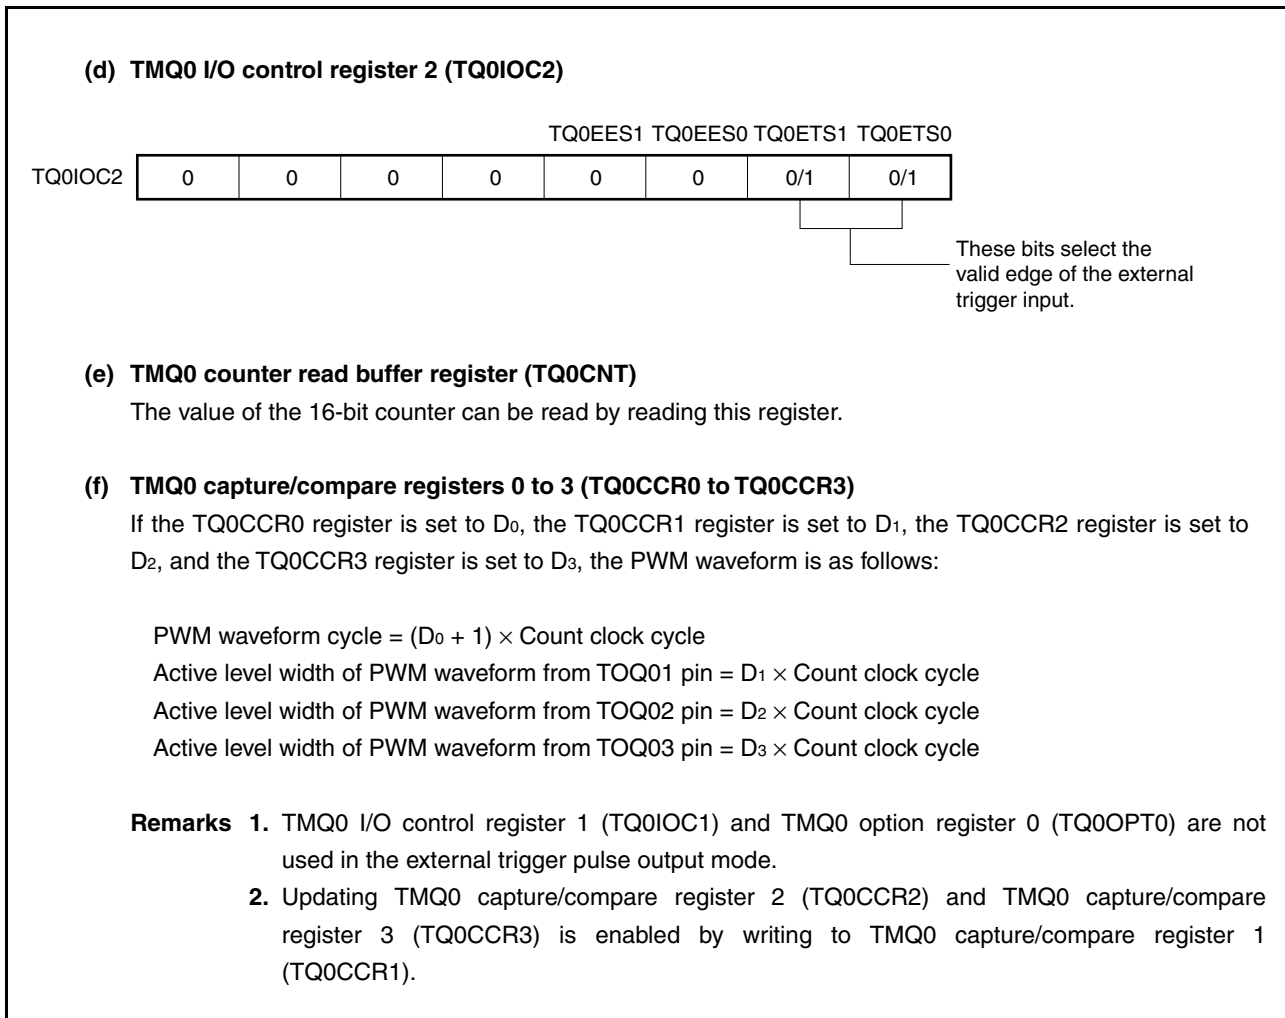 (d) TMQ0 I/O control register 2 (TQ0IOC2)
TQ0EES1 TQ0EES0 TQ0ETS1 TQ0ETS0
TQ0IOC2 0 0 0 0 0 0 0/1 0/1
These bits select the
valid edge of the external
trigger input.
(e) TMQ0 counter read buffer register (TQ0CNT)
The value of the 16-bit counter can be read by reading this register.
(f) TMQ0 capture/compare registers 0 to 3 (TQ0CCR0 to TQ0CCR3)
If the TQ0CCR0 register is set to D0, the TQ0CCR1 register is set to D1, the TQ0CCR2 register is set to
D2, and the TQ0CCR3 register is set to D3, the PWM waveform is as follows:
PWM waveform cycle = (D0 + 1) × Count clock cycle
Active level width of PWM waveform from TOQ01 pin = D1 × Count clock cycle
Active level width of PWM waveform from TOQ02 pin = D2 × Count clock cycle
Active level width of PWM waveform from TOQ03 pin = D3 × Count clock cycle
Remarks 1. TMQ0 I/O control register 1 (TQ0IOC1) and TMQ0 option register 0 (TQ0OPT0) are not
used in the external trigger pulse output mode.
2. Updating TMQ0 capture/compare register 2 (TQ0CCR2) and TMQ0 capture/compare
register 3 (TQ0CCR3) is enabled by writing to TMQ0 capture/compare register 1
(TQ0CCR1).